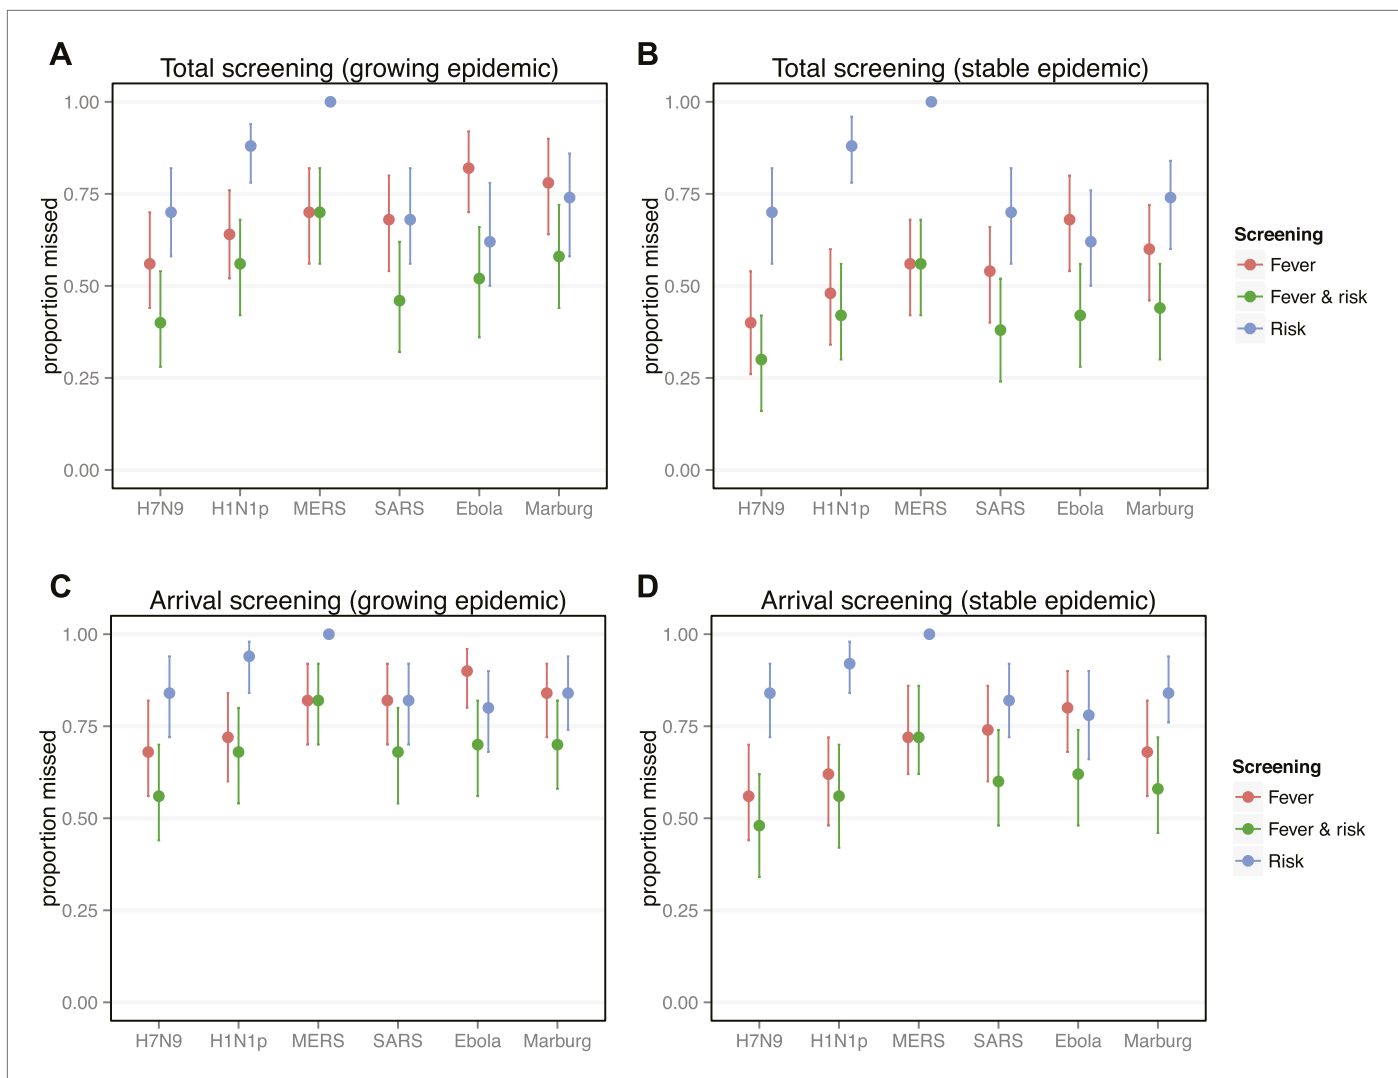 A
Total screening (growing epidemic)
proportion missed
1.00
0.75
0.50
0.25
0.00
H7N9 H1N1p MERS SARS Ebola Marburg
B
Total screening (stable epidemic)
proportion missed
1.00
0.75
0.50
0.25
0.00
H7N9 H1N1p MERS SARS Ebola Marburg
Screening
Fever
Fever & risk
Risk
C
Arrival screening (growing epidemic)
proportion missed
1.00
0.75
0.50
0.25
0.00
H7N9 H1N1p MERS SARS Ebola Marburg
D
Arrival screening (stable epidemic)
proportion missed
1.00
0.75
0.50
0.25
0.00
H7N9 H1N1p MERS SARS Ebola Marburg
Screening
Fever
Fever & risk
Risk